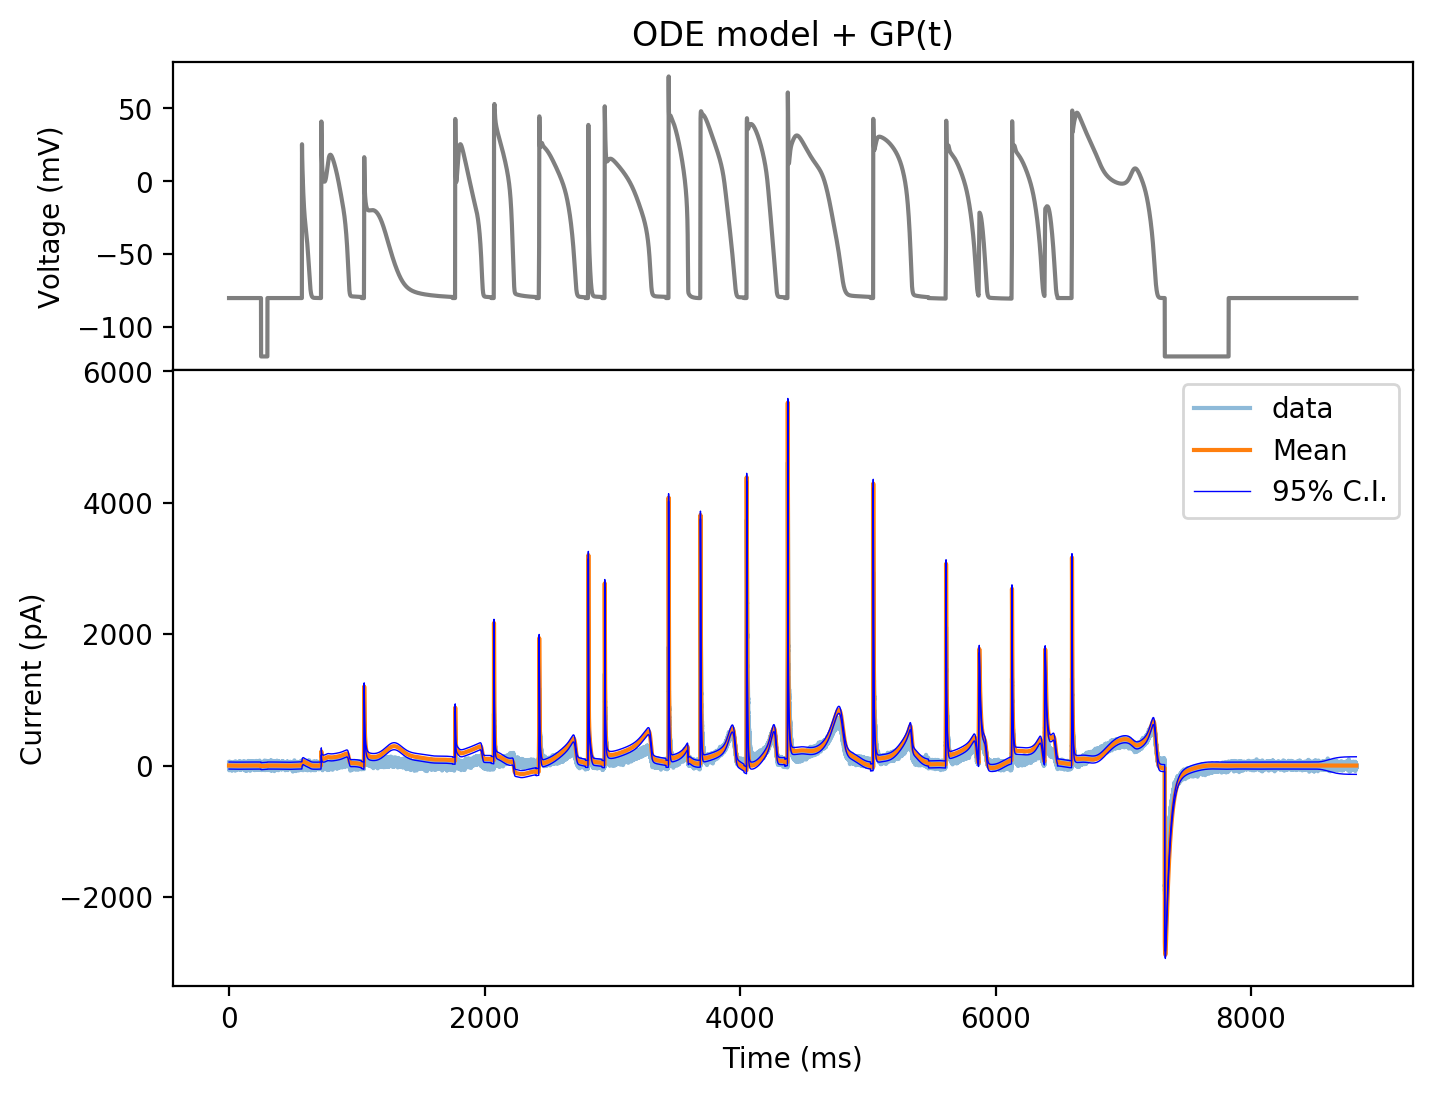 ODE model + GP(t)
50
0
−50
−100
Voltage (mV)
6000
4000
2000
0
−2000
Current (pA)
data
Mean
95% C.I.
0 2000 4000 6000 8000
Time (ms)